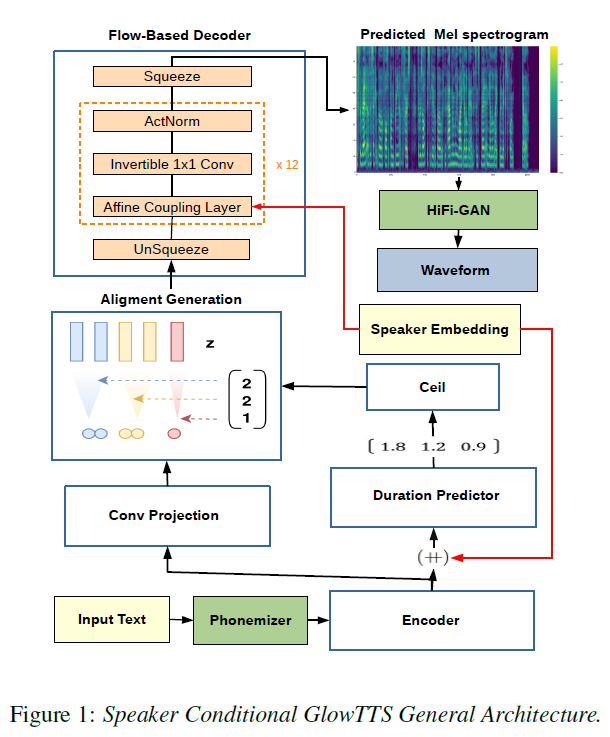 Flow-Based Decoder
Predicted Mel spectrogram
Squeeze
ActNorm
Invertible 1x1 Conv
x 12
Affine Coupling Layer
UnSqueeze
HiFi-GAN
Waveform
Aligment Generation
z
2
2
1
Speaker Embedding
Ceil
[ 1.8 1.2 0.9 ]
Conv Projection
Duration Predictor
(++)
Input Text
Phonemizer
Encoder
Figure 1: Speaker Conditional GlowTTS General Architecture.